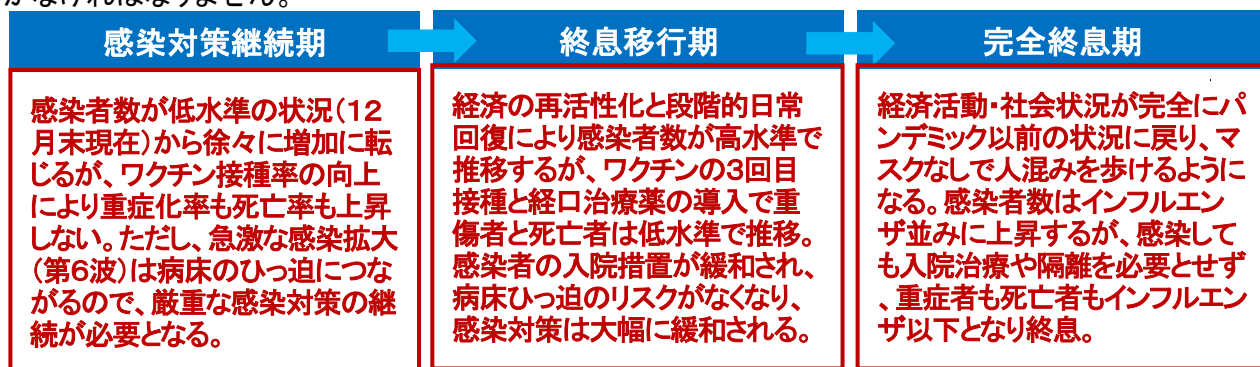 かなければなりません。
感染対策継続期
感染者数が低水準の状況(12
月末現在)から徐々に増加に転
じるが、ワクチン接種率の向上
により重症化率も死亡率も上昇
しない。ただし、急激な感染拡大
(第6波)は病床のひっ迫につな
がるので、厳重な感染対策の継
続が必要となる。
終息移行期
経済の再活性化と段階的日常
回復により感染者数が高水準で
推移するが、ワクチンの3回目
接種と経口治療薬の導入で重
傷者と死亡者は低水準で推移。
感染者の入院措置が緩和され、
病床ひっ迫のリスクがなくなり、
感染対策は大幅に緩和される。
完全終息期
経済活動・社会状況が完全にパ
ンデミック以前の状況に戻り、マ
スクなしで人混みを歩けるように
なる。感染者数はインフルエン
ザ並みに上昇するが、感染して
も入院治療や隔離を必要とせず
、重症者も死亡者もインフルエン
ザ以下となり終息。